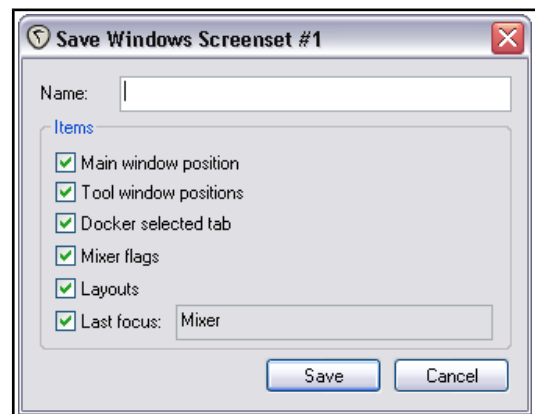 Save Windows Screenset #1
Name:
Items
Main window position
Tool window positions
Docker selected tab
Mixer flags
Layouts
Last focus: Mixer
Save Cancel